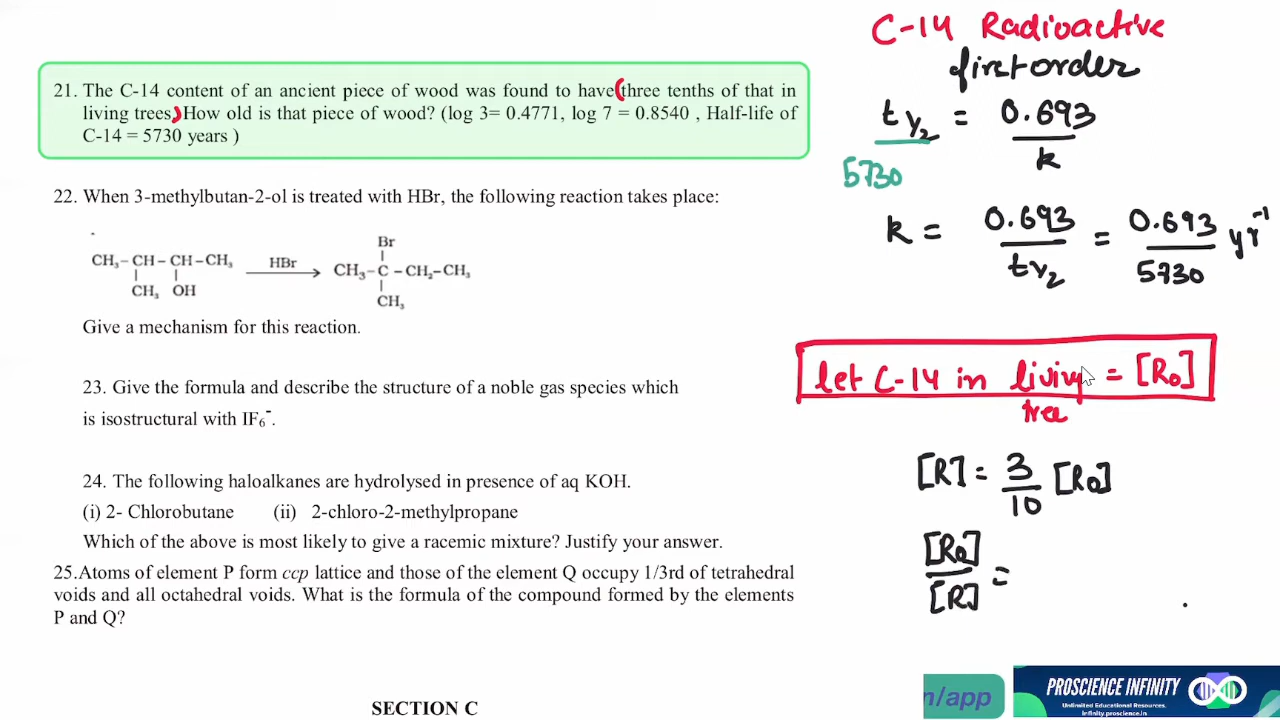 21. The C-14 content of an ancient piece of wood was found to have (three tenths of that in
living trees.) How old is that piece of wood? (log 3= 0.4771, log 7 = 0.8540 , Half-life of
C-14 = 5730 years )
22. When 3-methylbutan-2-ol is treated with HBr, the following reaction takes place:
Br
CH₃–CH–CH–CH₃ HBr CH₃–C–CH₂–CH₃
CH₃ OH
CH₃
Give a mechanism for this reaction.
23. Give the formula and describe the structure of a noble gas species which
is isostructural with IF₆⁻.
24. The following haloalkanes are hydrolysed in presence of aq KOH.
(i) 2- Chlorobutane (ii) 2-chloro-2-methylpropane
Which of the above is most likely to give a racemic mixture? Justify your answer.
25.Atoms of element P form ccp lattice and those of the element Q occupy 1/3rd of tetrahedral
voids and all octahedral voids. What is the formula of the compound formed by the elements
P and Q?
SECTION C
C-14 Radioactive
first order
t½ = 0.693/k
5730
k = 0.693/t½ = 0.693/5730 yr⁻¹
let C-14 in living = [R₀]
tree
[R] = 3/10 [R₀]
[R₀]/[R] =
n/app
PROSCIENCE INFINITY
Unlimited Educational Resources.
Infinity.proscience.in